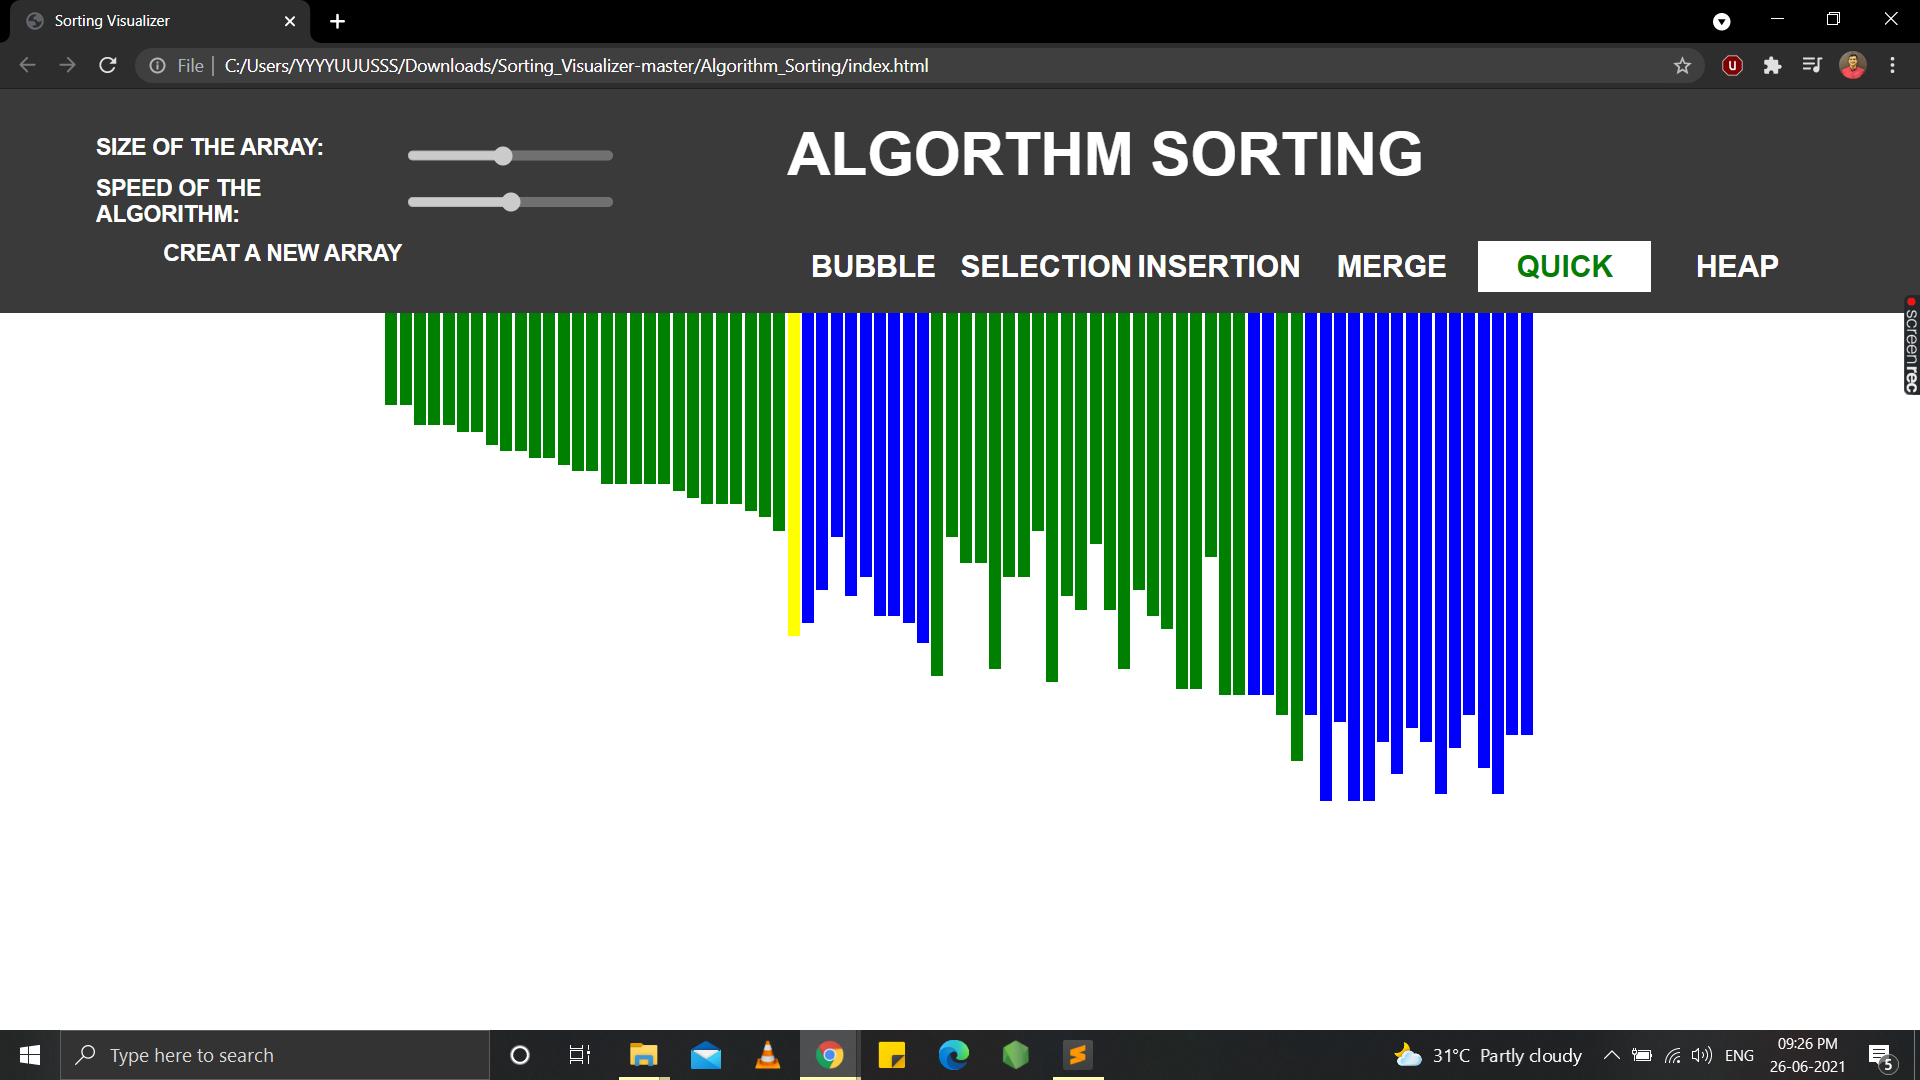 Sorting Visualizer
File | C:/Users/YYYYUUUSSS/Downloads/Sorting_Visualizer-master/Algorithm_Sorting/index.html
SIZE OF THE ARRAY:
SPEED OF THE
ALGORITHM:
CREAT A NEW ARRAY
ALGORTHM SORTING
BUBBLE SELECTION INSERTION MERGE QUICK HEAP
screenrec
Type here to search
31°C Partly cloudy
ENG
09:26 PM
26-06-2021
5